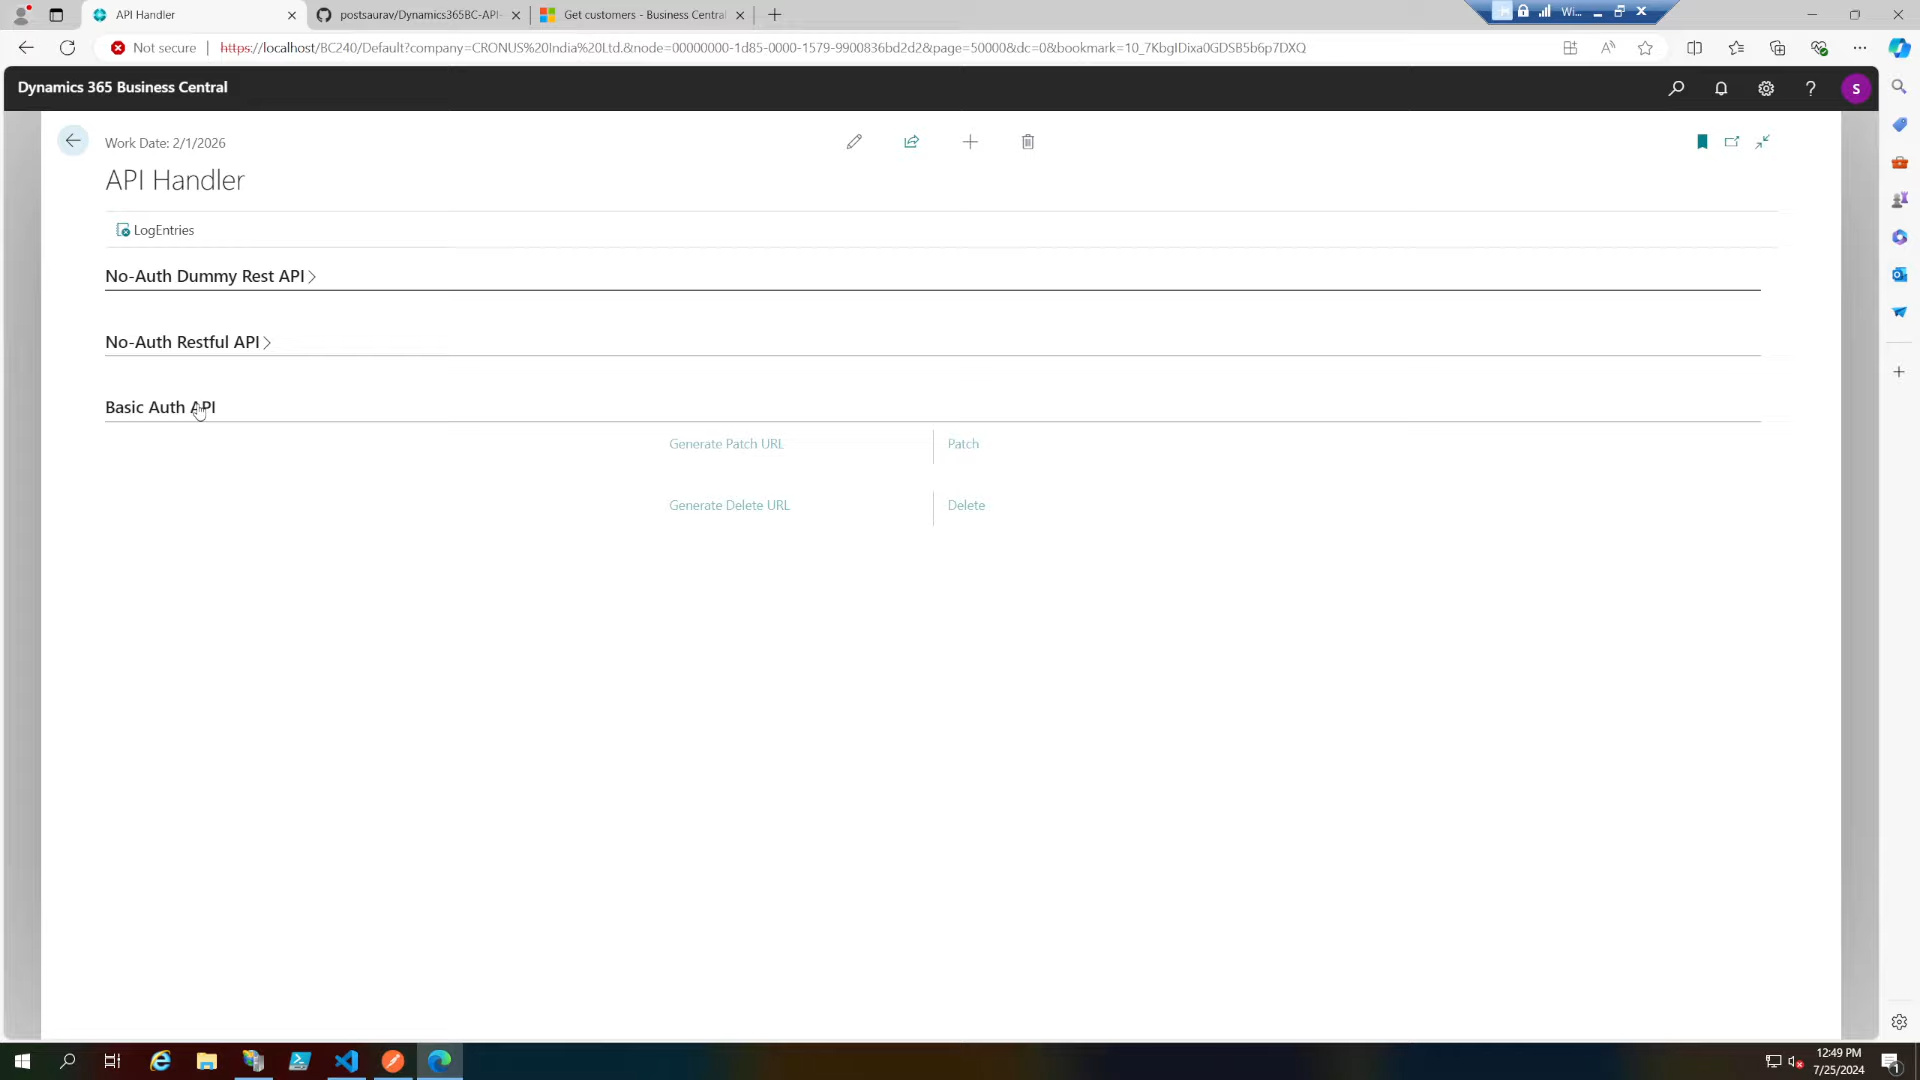 API Handler
postsaurav/Dynamics365BC-API-
Get customers - Business Central
Wi...
Not secure
https://localhost/BC240/Default?company=CRONUS%20India%20Ltd.&node=00000000-1d85-0000-1579-9900836bd2d2&page=50000&dc=0&bookmark=10_7KbgIDixa0GDSB5b6p7DXQ
Dynamics 365 Business Central
S
Work Date: 2/1/2026
API Handler
LogEntries
No-Auth Dummy Rest API
No-Auth Restful API
Basic Auth API
Generate Patch URL
Patch
Generate Delete URL
Delete
12:49 PM
7/25/2024
1